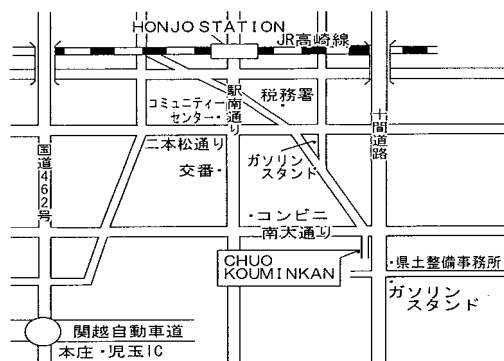 HONJO STATION
JR高崎線
コミュニティー
センター
駅南通り
税務署
十間道路
国道462号
二本松通り
交番
ガソリン
スタンド
コンビニ
南大通り
CHUO
KOUMINKAN
県土整備事務所
ガソリン
スタンド
関越自動車道
本庄・児玉IC